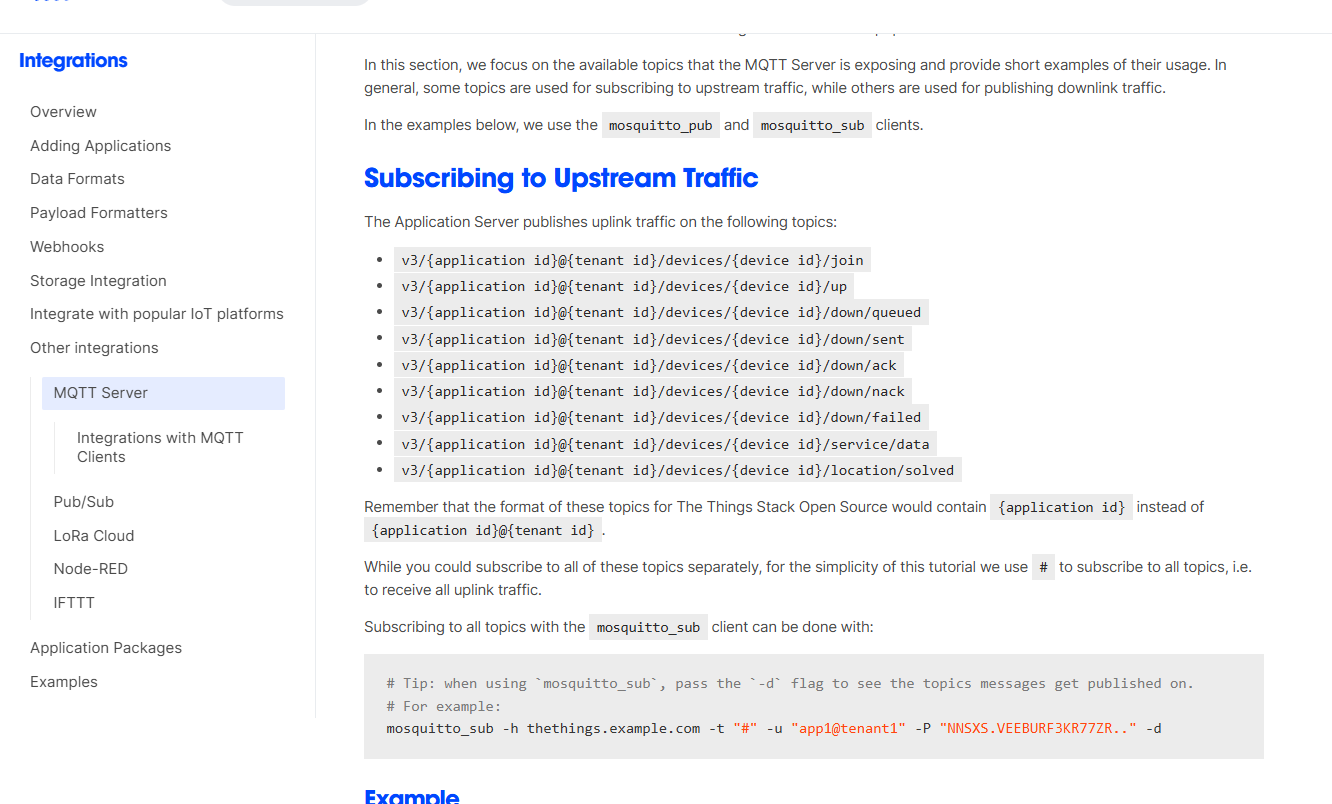 Integrations
Overview
Adding Applications
Data Formats
Payload Formatters
Webhooks
Storage Integration
Integrate with popular IoT platforms
Other integrations
MQTT Server
Integrations with MQTT
Clients
Pub/Sub
LoRa Cloud
Node-RED
IFTTT
Application Packages
Examples
In this section, we focus on the available topics that the MQTT Server is exposing and provide short examples of their usage. In
general, some topics are used for subscribing to upstream traffic, while others are used for publishing downlink traffic.
In the examples below, we use the mosquitto_pub and mosquitto_sub clients.
Subscribing to Upstream Traffic
The Application Server publishes uplink traffic on the following topics:
• v3/{application id}@{tenant id}/devices/{device id}/join
• v3/{application id}@{tenant id}/devices/{device id}/up
• v3/{application id}@{tenant id}/devices/{device id}/down/queued
• v3/{application id}@{tenant id}/devices/{device id}/down/sent
• v3/{application id}@{tenant id}/devices/{device id}/down/ack
• v3/{application id}@{tenant id}/devices/{device id}/down/nack
• v3/{application id}@{tenant id}/devices/{device id}/down/failed
• v3/{application id}@{tenant id}/devices/{device id}/service/data
• v3/{application id}@{tenant id}/devices/{device id}/location/solved
Remember that the format of these topics for The Things Stack Open Source would contain {application id} instead of
{application id}@{tenant id} .
While you could subscribe to all of these topics separately, for the simplicity of this tutorial we use # to subscribe to all topics, i.e.
to receive all uplink traffic.
Subscribing to all topics with the mosquitto_sub client can be done with:
# Tip: when using `mosquitto_sub`, pass the `-d` flag to see the topics messages get published on.
# For example:
mosquitto_sub -h thethings.example.com -t "#" -u "app1@tenant1" -P "NNSXS.VEEBURF3KR77ZR.." -d
Example